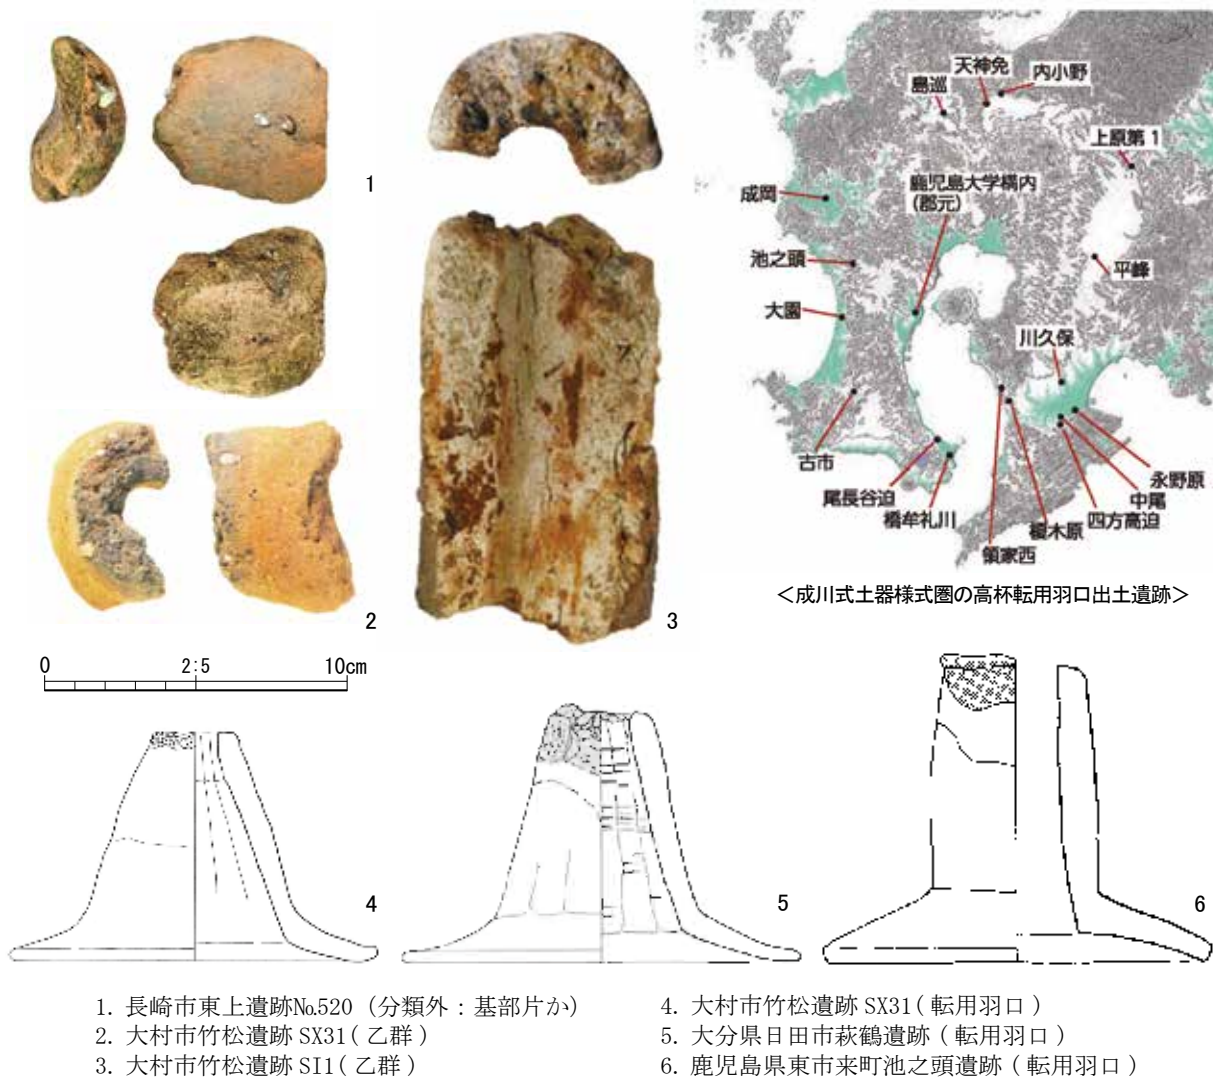 1
2
3
天神免
内小野
島巡
上原第1
鹿児島大学構内
(郡元)
成岡
池之頭
平峰
大園
川久保
古市
尾長谷迫
橋牟礼川
永野原
中尾
四方高迫
榎木原
領家西
＜成川式土器様式圏の高杯転用羽口出土遺跡＞
0 2:5 10cm
4
5
6
1. 長崎市東上遺跡№520（分類外：基部片か）
2. 大村市竹松遺跡 SX31(乙群)
3. 大村市竹松遺跡 SI1(乙群)
4. 大村市竹松遺跡 SX31(転用羽口)
5. 大分県日田市萩鶴遺跡(転用羽口)
6. 鹿児島県東市来町池之頭遺跡(転用羽口)